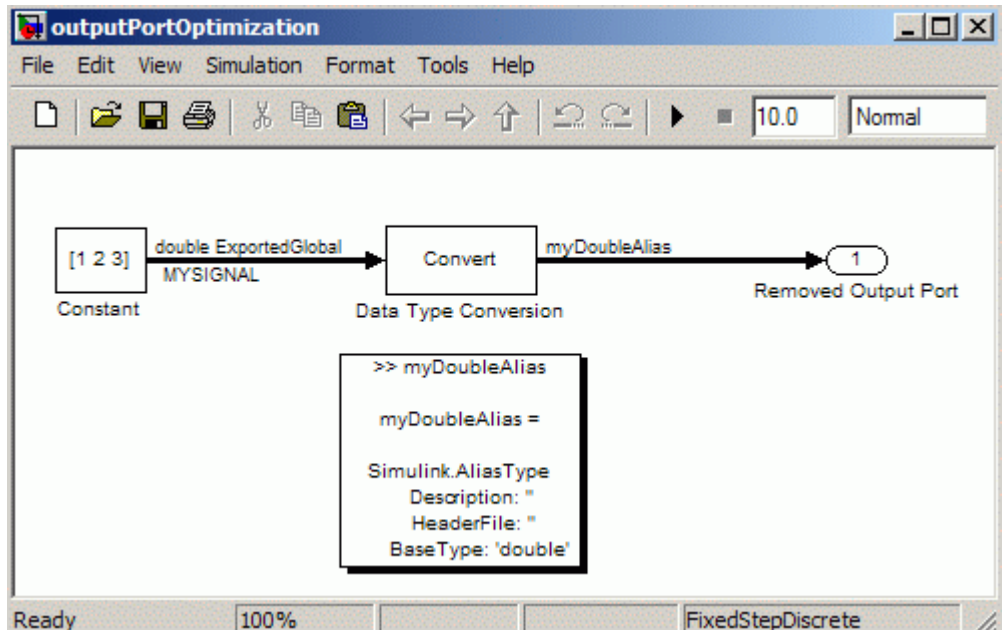 outputPortOptimization
File Edit View Simulation Format Tools Help
10.0 Normal
[1 2 3] double ExportedGlobal Convert myDoubleAlias 1
MYSIGNAL
Constant Data Type Conversion Removed Output Port
>> myDoubleAlias
myDoubleAlias =
Simulink.AliasType
Description: ''
HeaderFile: ''
BaseType: 'double'
Ready 100% FixedStepDiscrete